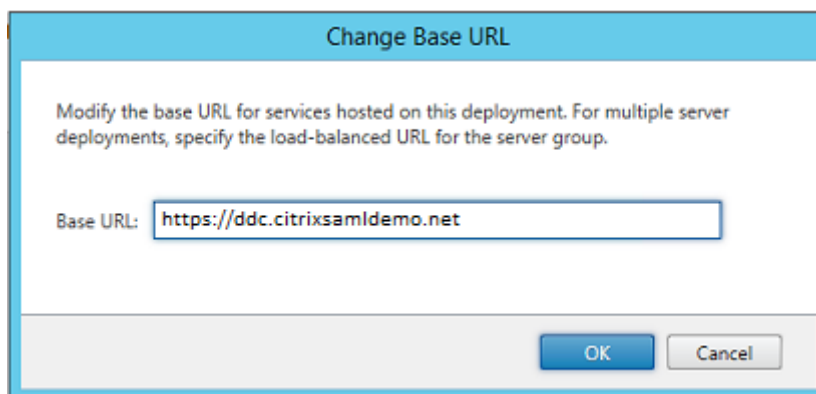 Change Base URL
Modify the base URL for services hosted on this deployment. For multiple server
deployments, specify the load-balanced URL for the server group.
Base URL: https://ddc.citrixsamldemo.net
OK Cancel